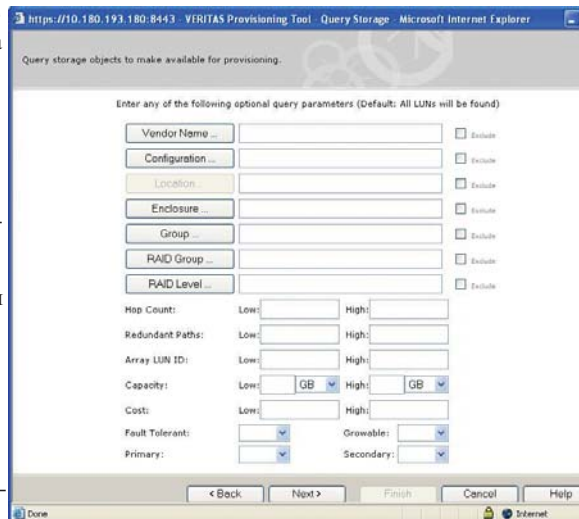 https://10.180.193.180:8443 - VERITAS Provisioning Tool - Query Storage - Microsoft Internet Explorer
Query storage objects to make available for provisioning.
Enter any of the following optional query parameters (Default: All LUNs will be found)
Vendor Name ... Exclude
Configuration ... Exclude
Location... Exclude
Enclosure ... Exclude
Group ... Exclude
RAID Group ... Exclude
RAID Level ... Exclude
Hop Count: Low: High:
Redundant Paths: Low: High:
Array LUN ID: Low: High:
Capacity: Low: GB High: GB
Cost: Low: High:
Fault Tolerant: Growable:
Primary: Secondary:
< Back Next > Finish Cancel Help
Done Internet